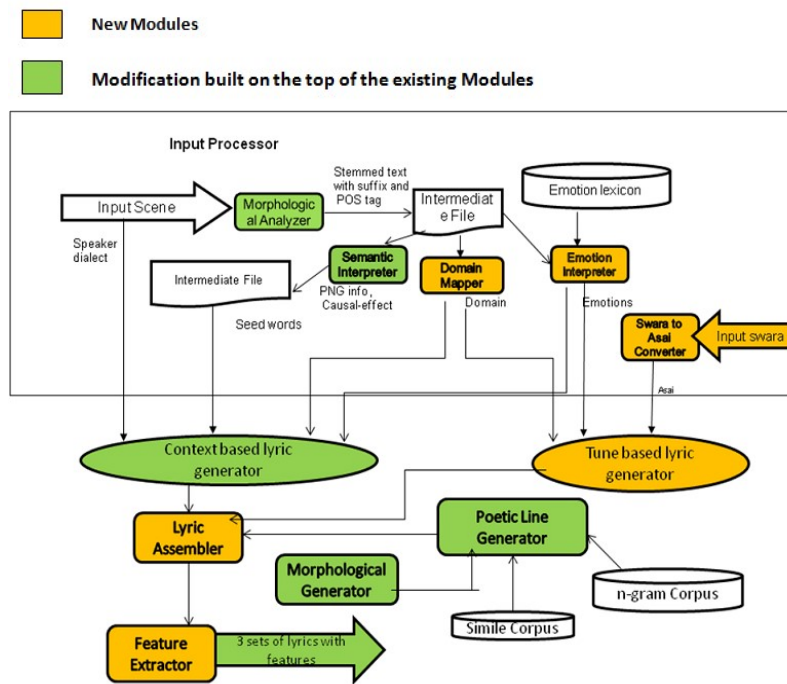 New Modules
Modification built on the top of the existing Modules
Input Processor
Input Scene
Morphologic
al Analyzer
Stemmed text
with suffix and
POS tag
Intermediat
e File
Emotion lexicon
Speaker
dialect
Intermediate File
Semantic
Interpreter
PNG info,
Causal-effect
Domain
Mapper
Domain
Emotion
Interpreter
Emotions
Seed words
Swara to
Asai
Converter
Input swara
Asai
Context based lyric
generator
Tune based lyric
generator
Lyric
Assembler
Poetic Line
Generator
Morphological
Generator
n-gram Corpus
Simile Corpus
Feature
Extractor
3 sets of lyrics with
features